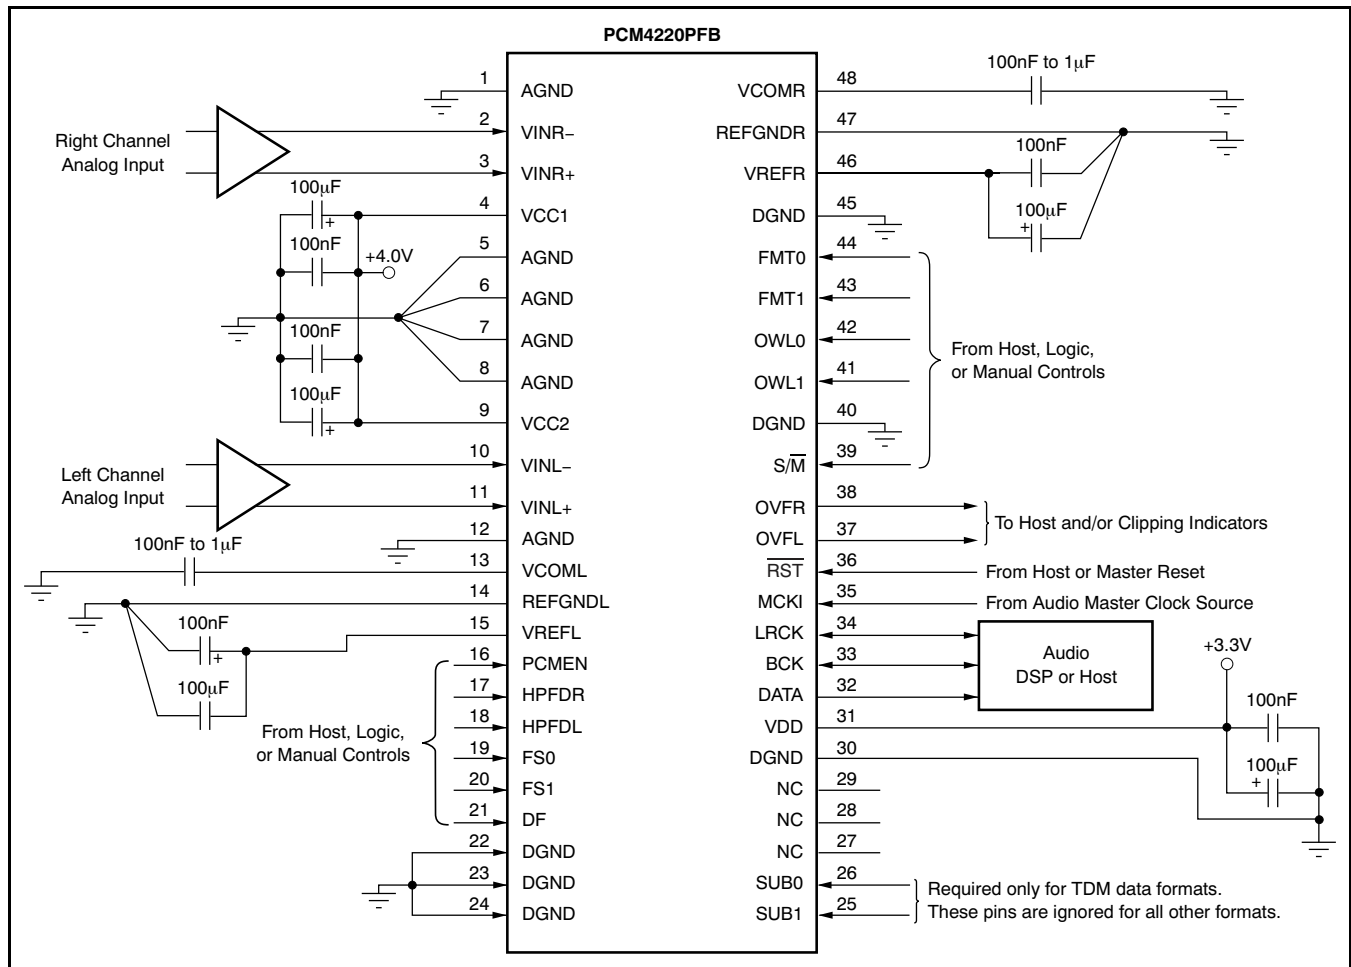 PCM4220PFB
1
AGND
2
VINR−
3
VINR+
4
VCC1
5
AGND
6
AGND
7
AGND
8
AGND
9
VCC2
10
VINL−
11
VINL+
12
AGND
13
VCOML
14
REFGNDL
15
VREFL
16
PCMEN
17
HPFDR
18
HPFDL
19
FS0
20
FS1
21
DF
22
DGND
23
DGND
24
DGND
Right Channel
Analog Input
100μF
+
100nF
+4.0V
100nF
100μF
+
Left Channel
Analog Input
100nF to 1μF
100nF
+
100μF
From Host, Logic,
or Manual Controls
VCOMR
48
REFGNDR
47
VREFR
46
DGND
45
FMT0
44
FMT1
43
OWL0
42
OWL1
41
DGND
40
S/M̅
39
OVFR
38
OVFL
37
R̅S̅T̅
36
MCKI
35
LRCK
34
BCK
33
DATA
32
VDD
31
DGND
30
NC
29
NC
28
NC
27
SUB0
26
SUB1
25
100nF to 1μF
100nF
100μF
+
From Host, Logic,
or Manual Controls
To Host and/or Clipping Indicators
From Host or Master Reset
From Audio Master Clock Source
Audio
DSP or Host
+3.3V
100nF
100μF
+
Required only for TDM data formats.
These pins are ignored for all other formats.